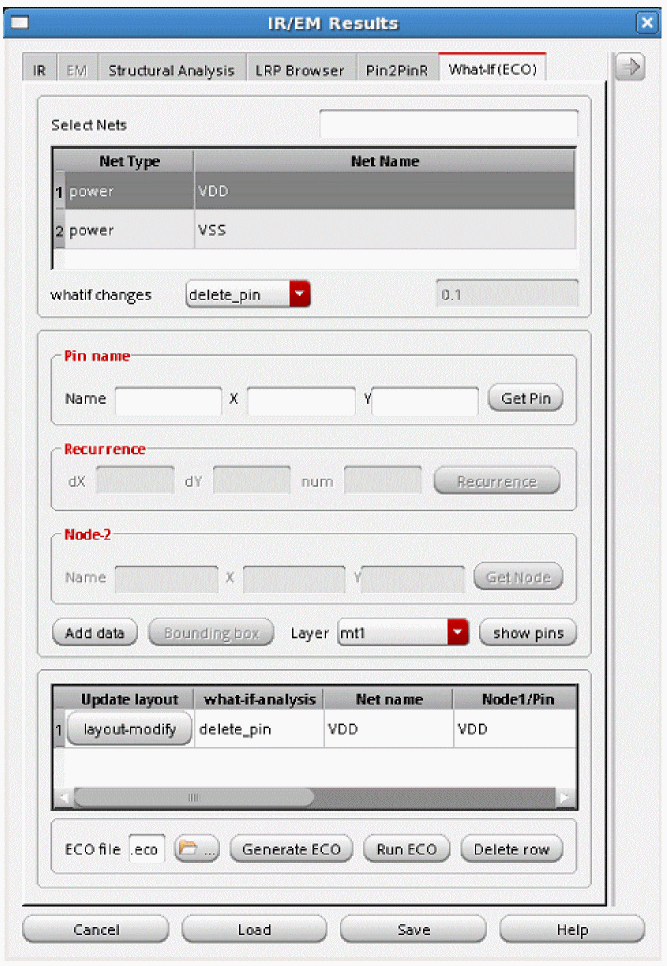 IR/EM Results
IR EM Structural Analysis LRP Browser Pin2PinR What-If(ECO)
Select Nets
Net Type Net Name
1 power VDD
2 power VSS
whatif changes delete_pin 0.1
Pin name
Name X Y Get Pin
Recurrence
dX dY num Recurrence
Node-2
Name X Y Get Node
Add data Bounding box Layer mt1 show pins
Update layout what-if-analysis Net name Node1/Pin
1 layout-modify delete_pin VDD VDD
ECO file .eco ... Generate ECO Run ECO Delete row
Cancel Load Save Help